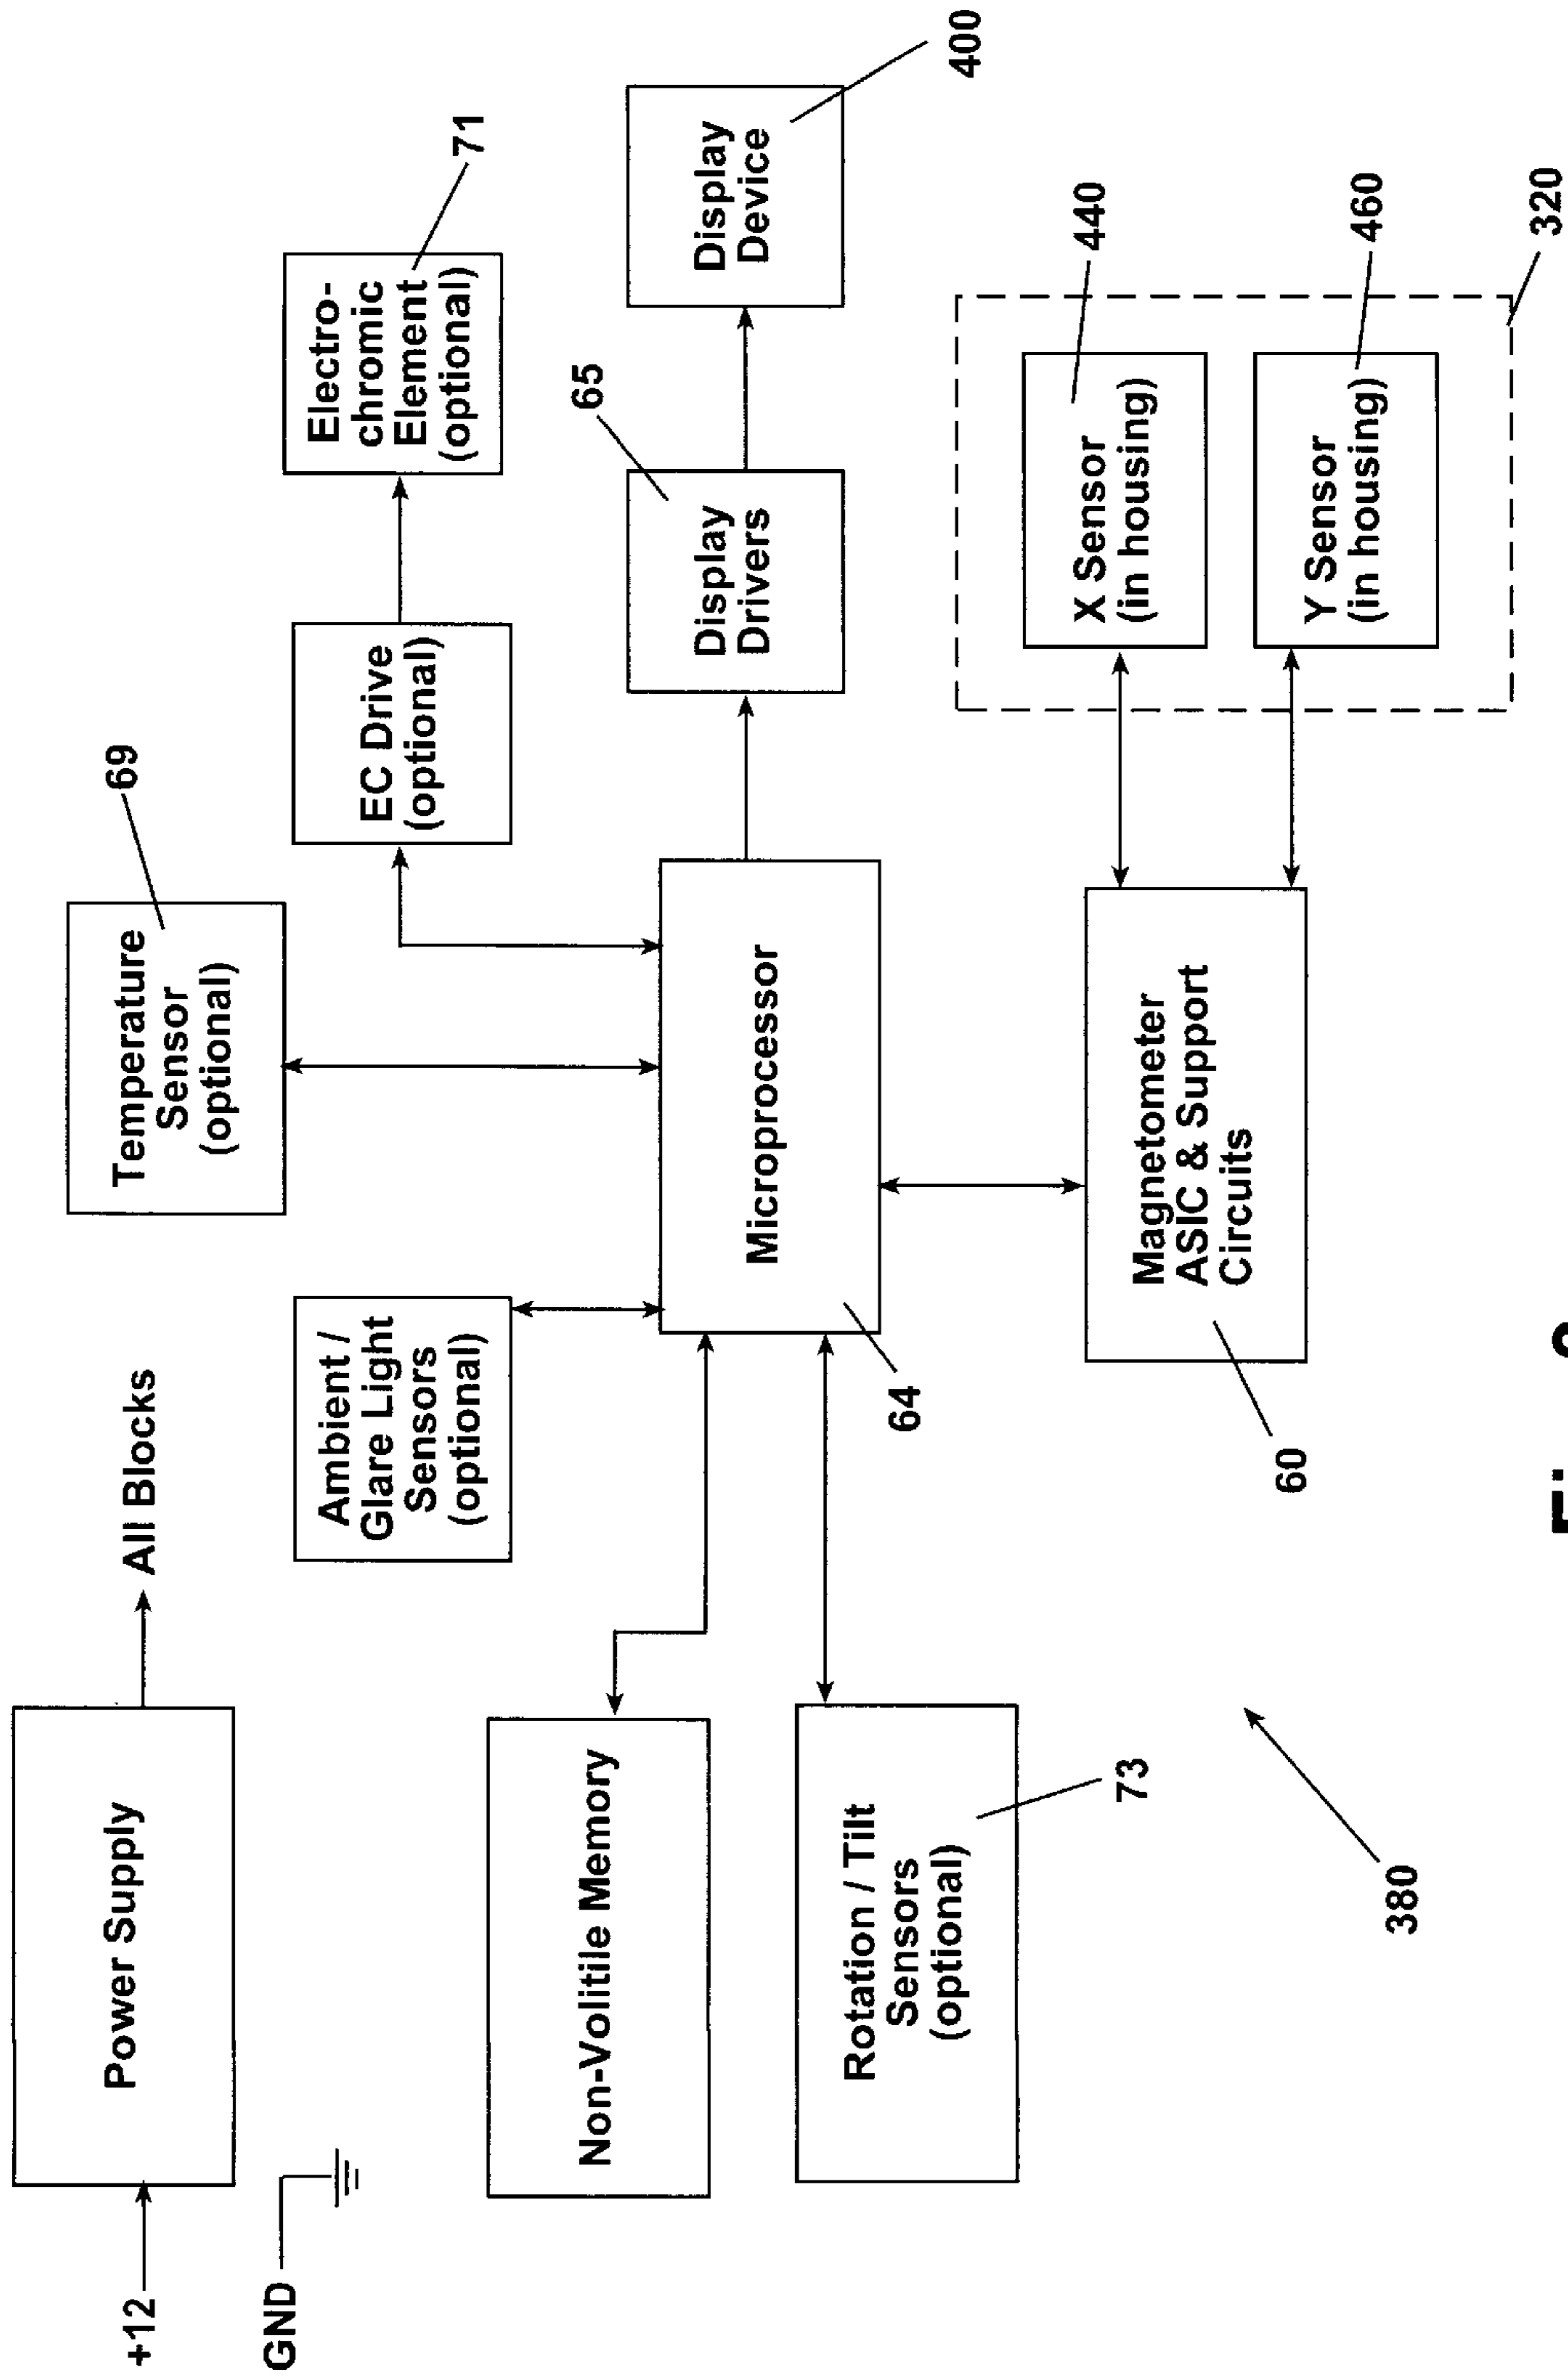 +12
Power Supply
All Blocks
GND
Temperature
Sensor
(optional)
69
Ambient /
Glare Light
Sensors
(optional)
EC Drive
(optional)
Electro-
chromic
Element
(optional)
71
Non-Volitile Memory
Microprocessor
64
Display
Drivers
65
Display
Device
400
Rotation / Tilt
Sensors
(optional)
73
Magnetometer
ASIC & Support
Circuits
60
X Sensor
(in housing)
440
Y Sensor
(in housing)
460
320
380